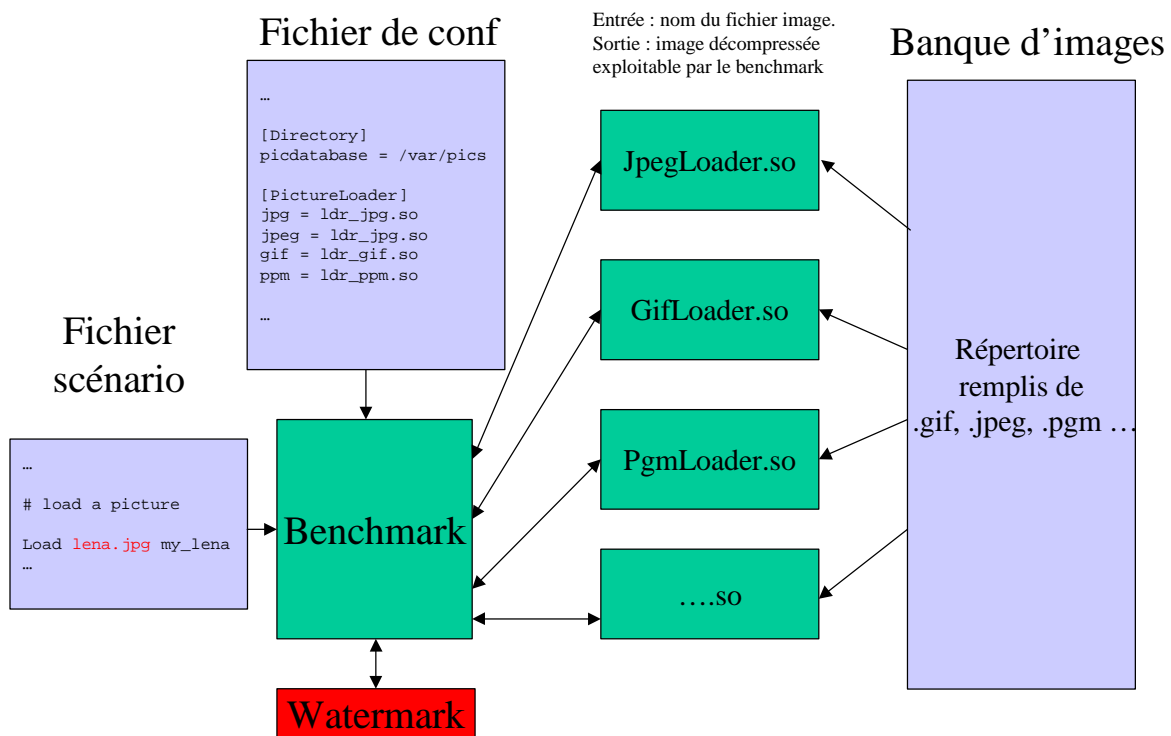 Fichier de conf
…
[Directory]
picdatabase = /var/pics
[PictureLoader]
jpg = ldr_jpg.so
jpeg = ldr_jpg.so
gif = ldr_gif.so
ppm = ldr_ppm.so
…
Entrée : nom du fichier image.
Sortie : image décompressée
exploitable par le benchmark
Banque d’images
JpegLoader.so
GifLoader.so
PgmLoader.so
….so
Répertoire
remplis de
.gif, .jpeg, .pgm …
Fichier
scénario
…
# load a picture
Load lena.jpg my_lena
…
Benchmark
Watermark